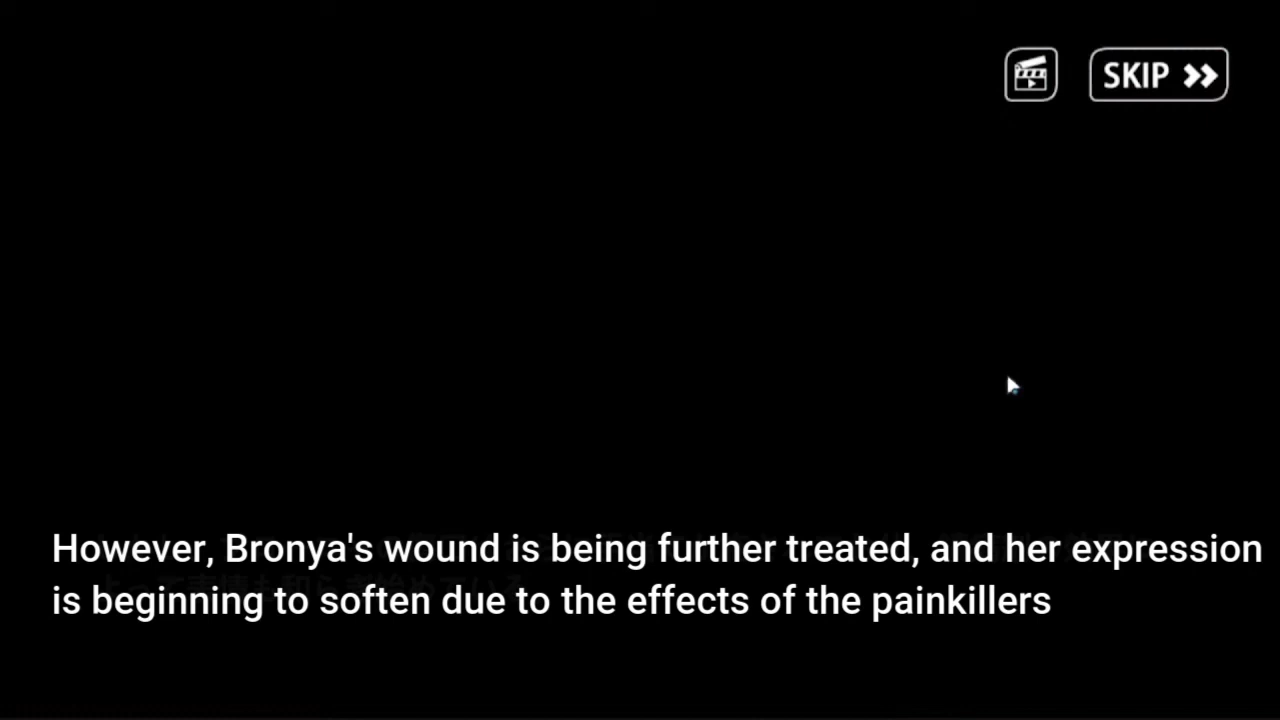 SKIP
However, Bronya's wound is being further treated, and her expression
is beginning to soften due to the effects of the painkillers